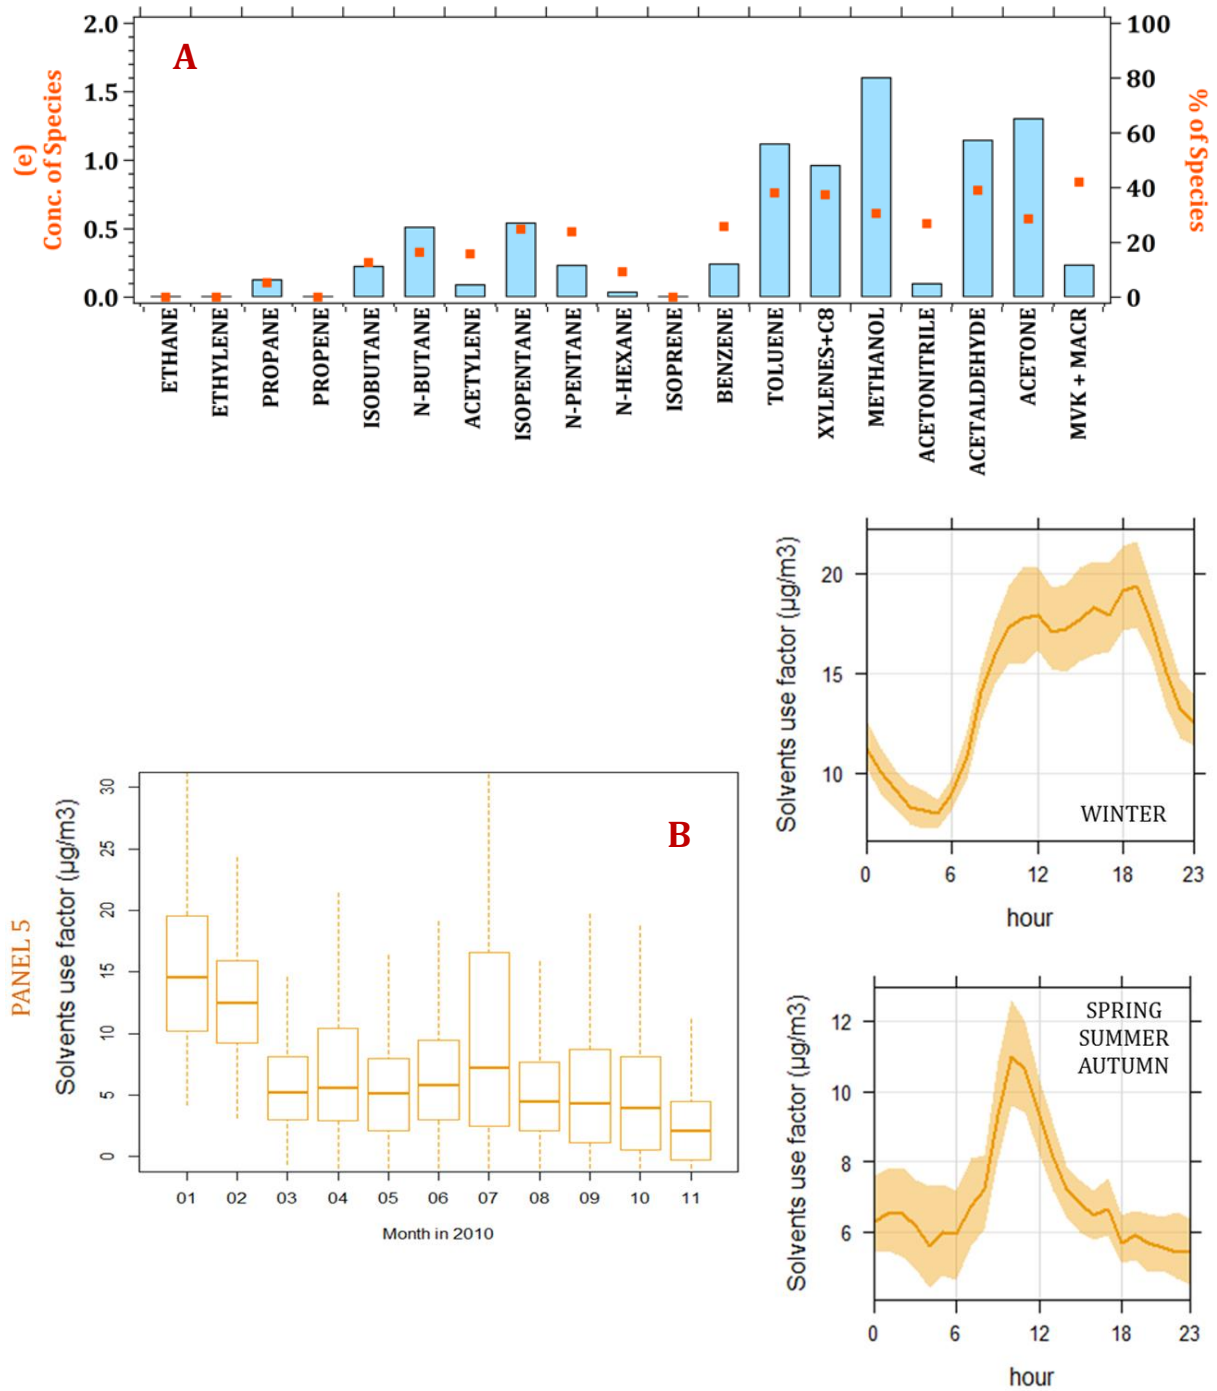 A
(e)
Conc. of Species
% of Species
2.0
1.5
1.0
0.5
0.0
100
80
60
40
20
0
ETHANE
ETHYLENE
PROPANE
PROPENE
ISOBUTANE
N-BUTANE
ACETYLENE
ISOPENTANE
N-PENTANE
N-HEXANE
ISOPRENE
BENZENE
TOLUENE
XYLENES+C8
METHANOL
ACETONITRILE
ACETALDEHYDE
ACETONE
MVK + MACR
Solvents use factor (µg/m3)
20
15
10
WINTER
0 6 12 18 23
hour
PANEL 5
Solvents use factor (µg/m3)
B
30
25
20
15
10
5
0
01 02 03 04 05 06 07 08 09 10 11
Month in 2010
Solvents use factor (µg/m3)
12
10
8
6
SPRING
SUMMER
AUTUMN
0 6 12 18 23
hour